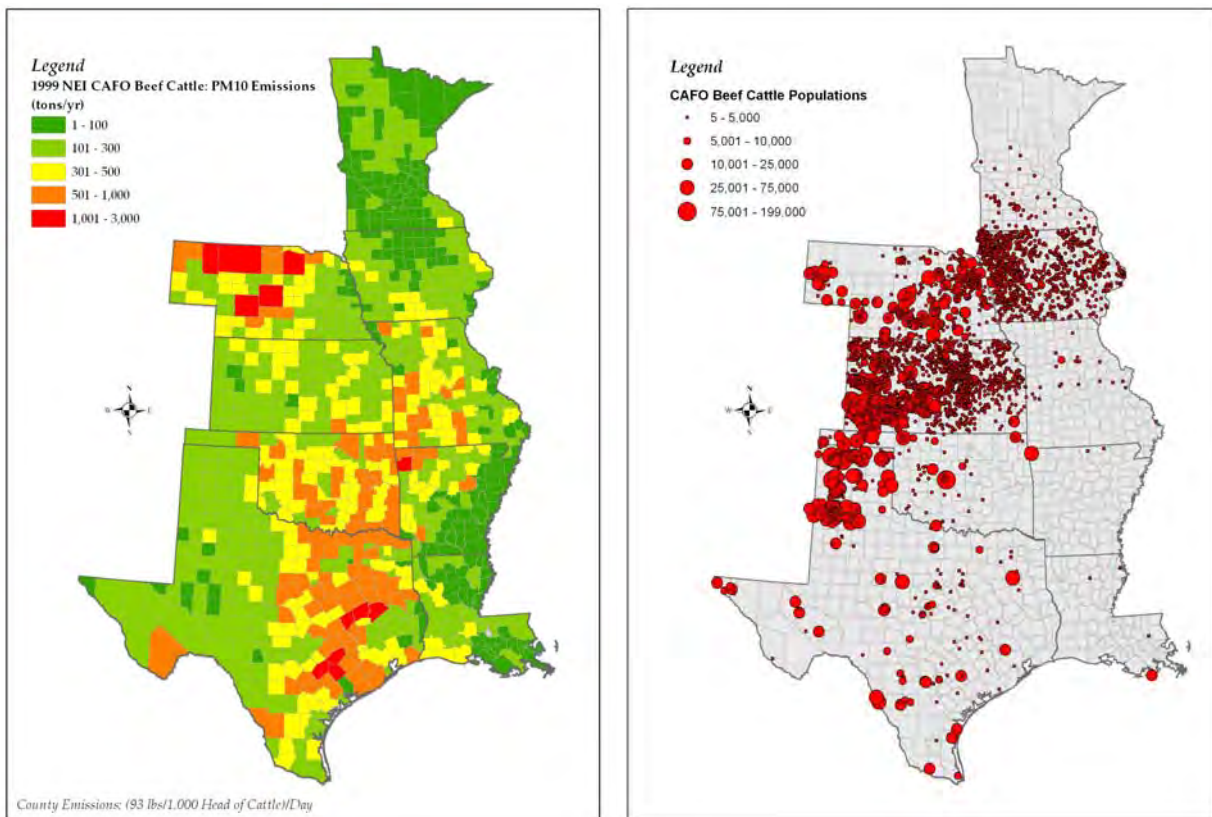 Legend
1999 NEI CAFO Beef Cattle: PM10 Emissions
(tons/yr)
1 - 100
101 - 300
301 - 500
501 - 1,000
1,001 - 3,000
N
W E
S
County Emissions: (93 lbs/1,000 Head of Cattle)/Day
Legend
CAFO Beef Cattle Populations
5 - 5,000
5,001 - 10,000
10,001 - 25,000
25,001 - 75,000
75,001 - 199,000
N
W E
S